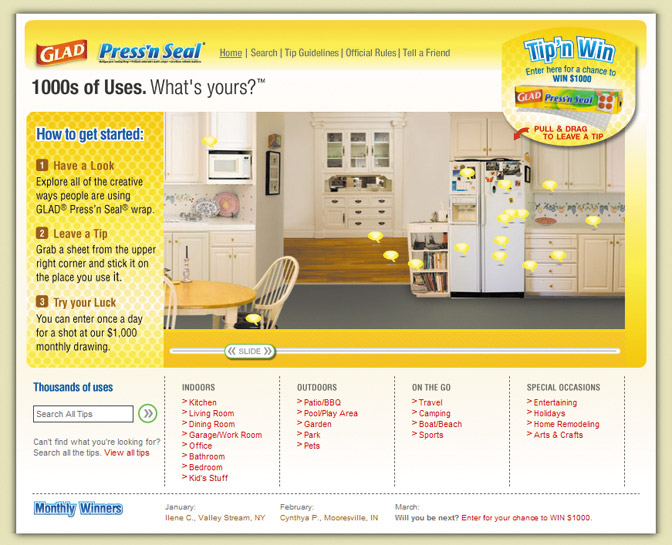 GLAD
Press'n Seal®
Home | Search | Tip Guidelines | Official Rules | Tell a Friend
Tip'n Win
Enter here for a chance to
WIN $1000
GLAD Press'n Seal
PULL & DRAG
TO LEAVE A TIP
1000s of Uses. What's yours?™
How to get started:
1 Have a Look
Explore all of the creative
ways people are using
GLAD® Press'n Seal® wrap.
2 Leave a Tip
Grab a sheet from the upper
right corner and stick it on
the place you use it.
3 Try your Luck
You can enter once a day
for a shot at our $1,000
monthly drawing.
<< SLIDE >>
Thousands of uses
Search All Tips
>>
Can't find what you're looking for?
Search all the tips. View all tips
INDOORS
> Kitchen
> Living Room
> Dining Room
> Garage/Work Room
> Office
> Bathroom
> Bedroom
> Kid's Stuff
OUTDOORS
> Patio/BBQ
> Pool/Play Area
> Garden
> Park
> Pets
ON THE GO
> Travel
> Camping
> Boat/Beach
> Sports
SPECIAL OCCASIONS
> Entertaining
> Holidays
> Home Remodeling
> Arts & Crafts
Monthly Winners
January:
Ilene C., Valley Stream, NY
February:
Cynthya P., Mooresville, IN
March:
Will you be next? Enter for your chance to WIN $1000.